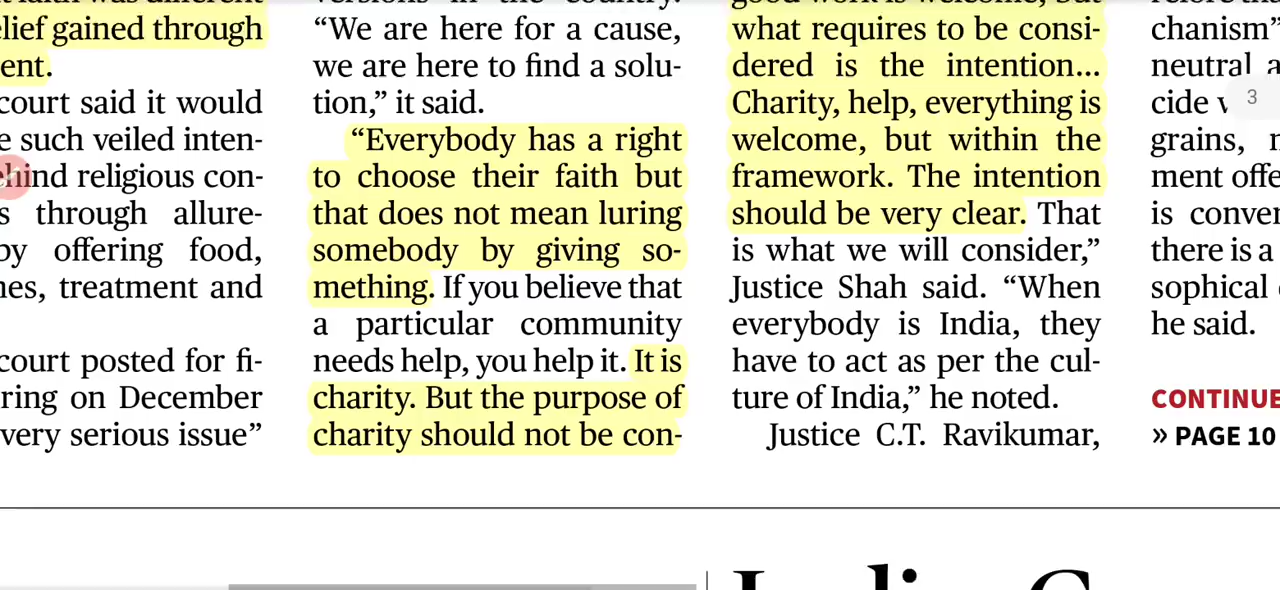 elief gained through
ent.
court said it would
e such veiled inten-
ehind religious con-
s through allure-
by offering food,
nes, treatment and
court posted for fi-
ring on December
very serious issue”
“We are here for a cause,
we are here to find a solu-
tion,” it said.
“Everybody has a right
to choose their faith but
that does not mean luring
somebody by giving so-
mething. If you believe that
a particular community
needs help, you help it. It is
charity. But the purpose of
charity should not be con-
good work is welcome, but
what requires to be consi-
dered is the intention...
Charity, help, everything is
welcome, but within the
framework. The intention
should be very clear. That
is what we will consider,”
Justice Shah said. “When
everybody is India, they
have to act as per the cul-
ture of India,” he noted.
Justice C.T. Ravikumar,
chanism”
neutral a
cide
grains,
ment offe
is conver
there is a
sophical
he said.
CONTINUE
» PAGE 10
3